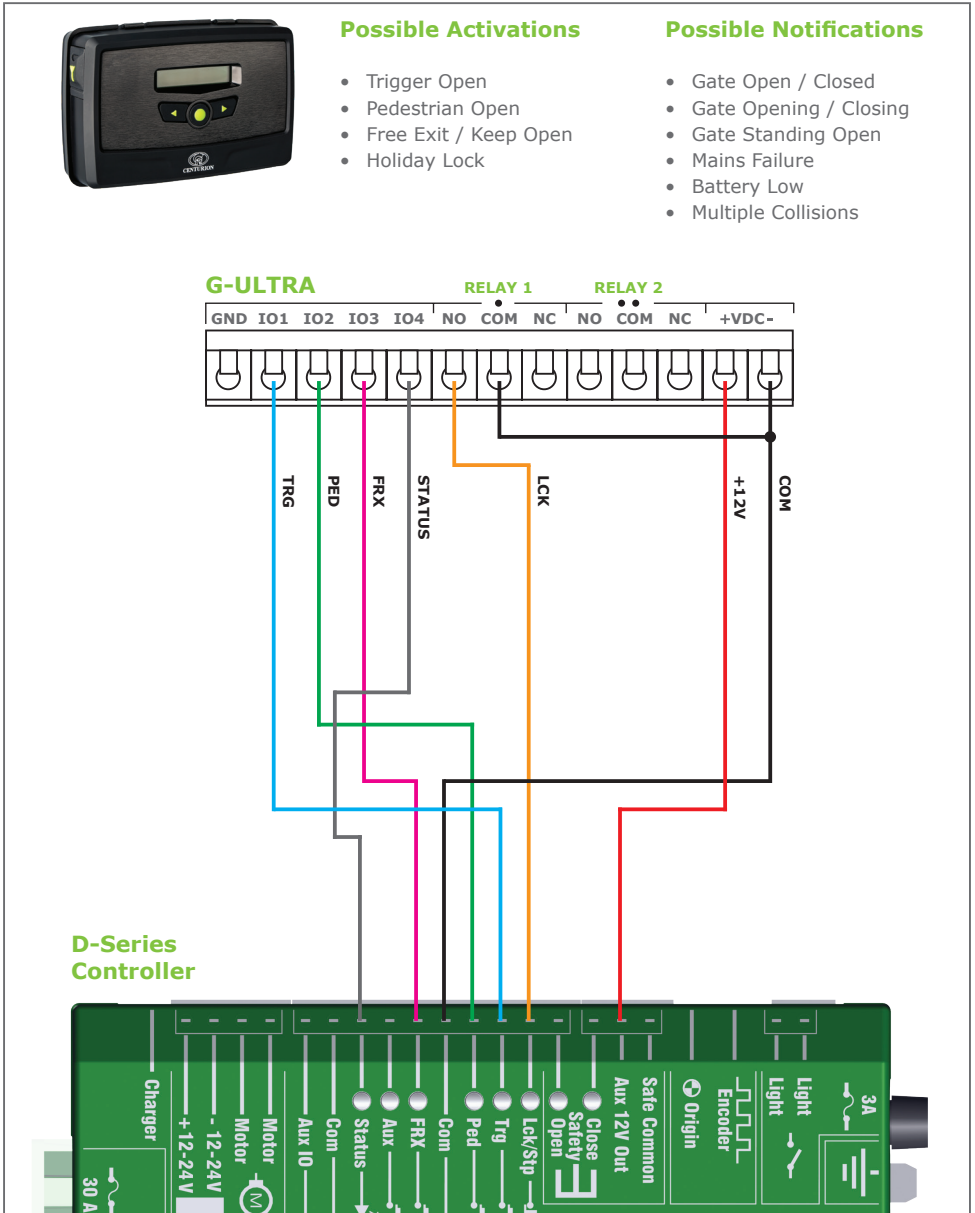 CENTURION
Possible Activations
• Trigger Open
• Pedestrian Open
• Free Exit / Keep Open
• Holiday Lock
Possible Notifications
• Gate Open / Closed
• Gate Opening / Closing
• Gate Standing Open
• Mains Failure
• Battery Low
• Multiple Collisions
G-ULTRA
RELAY 1
RELAY 2
GND IO1 IO2 IO3 IO4 NO COM NC NO COM NC +VDC-
TRG
PED
FRX
STATUS
LCK
+12V
COM
D-Series
Controller
Charger
+12-24V
- 12-24V
Motor
Motor
M
Aux IO
Com
Status
Aux
FRX
Com
Ped
Trg
Lck/Stp
Open
Safety
Close
Aux 12V Out
Safe Common
Origin
Encoder
Light
Light
3A
30 A